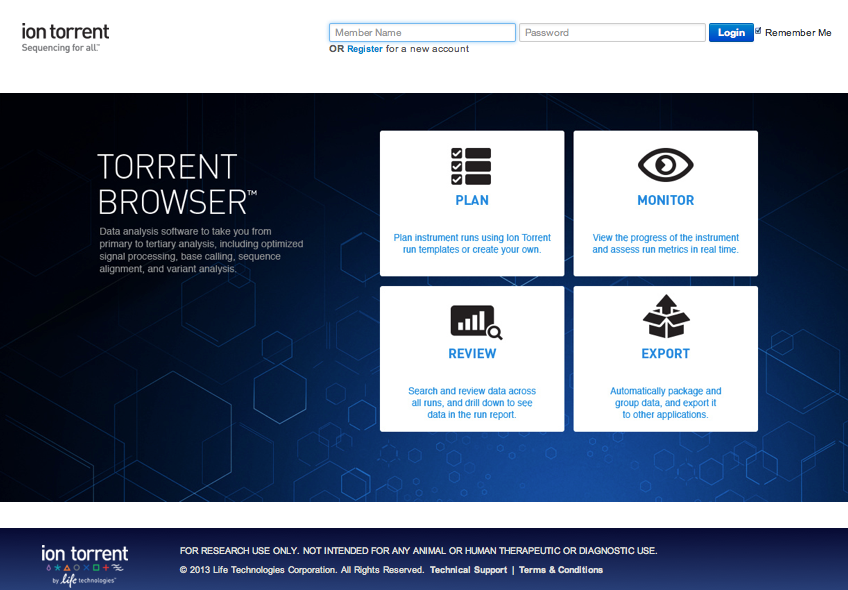 ion torrent
Sequencing for all.™
Member Name
Password
Login
Remember Me
OR Register for a new account
TORRENT
BROWSER™
Data analysis software to take you from
primary to tertiary analysis, including optimized
signal processing, base calling, sequence
alignment, and variant analysis.
PLAN
Plan instrument runs using Ion Torrent
run templates or create your own.
MONITOR
View the progress of the instrument
and assess run metrics in real time.
REVIEW
Search and review data across
all runs, and drill down to see
data in the run report.
EXPORT
Automatically package and
group data, and export it
to other applications.
ion torrent
by life technologies™
FOR RESEARCH USE ONLY. NOT INTENDED FOR ANY ANIMAL OR HUMAN THERAPEUTIC OR DIAGNOSTIC USE.
© 2013 Life Technologies Corporation. All Rights Reserved. Technical Support | Terms & Conditions